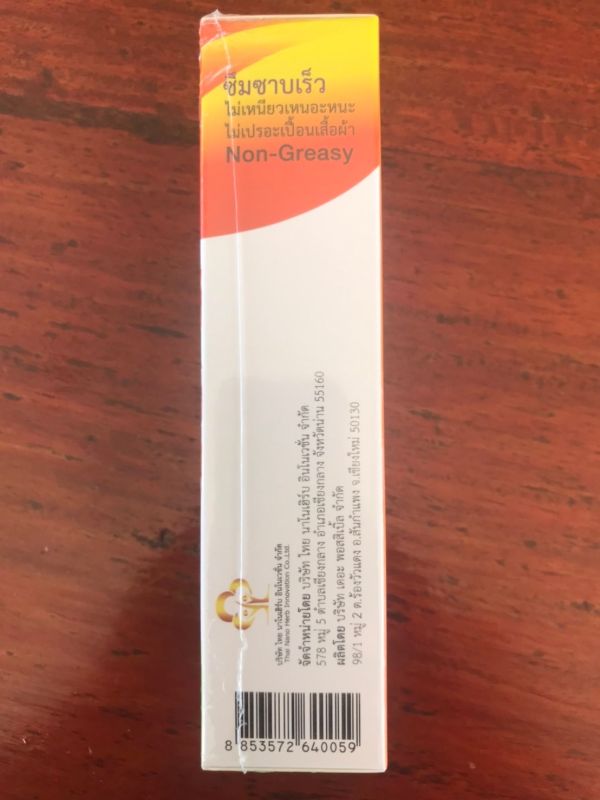 ซึมซาบเร็ว
ไม่เหนียวเหนอะหนะ
ไม่เปรอะเปื้อนเสื้อผ้า
Non-Greasy
บริษัท ไทย นาโนเฮิร์บ อินโนเวชั่น จำกัด
Thai Nano Herb Innovation Co.,Ltd.
จัดจำหน่ายโดย บริษัท ไทย นาโนเฮิร์บ อินโนเวชั่น จำกัด
578 หมู่ 5 ตำบลเชียงกลาง อำเภอเชียงกลาง จังหวัดน่าน 55160
ผลิตโดย บริษัท เดอะ พอสสิเบิ้ล จำกัด
98/1 หมู่ 2 ต.ร้องวัวแดง อ.สันกำแพง จ.เชียงใหม่ 50130
8 853572 640059